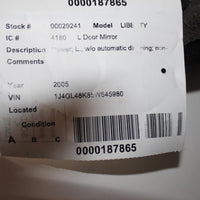 0000187865
Stock # 00029241 Model LIBERTY
IC # 4180 L Door Mirror
Description Power, L., w/o automatic dimming; non-
Comments
Year 2005
VIN 1J4GL48K85W545980
Located
Condition
A B C
0000187865